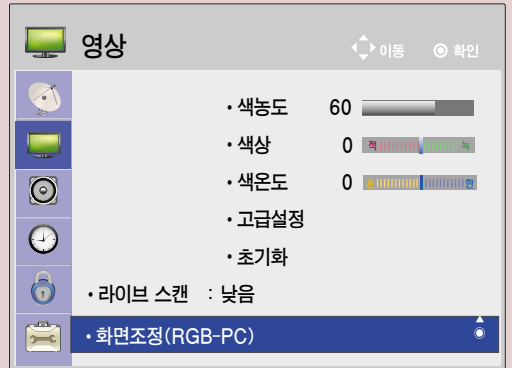 영상 이동 확인
· 색농도 60
· 색상 0 적 녹
· 색온도 0 온 한
· 고급설정
· 초기화
· 라이브 스캔 : 낮음
· 화면조정(RGB-PC)